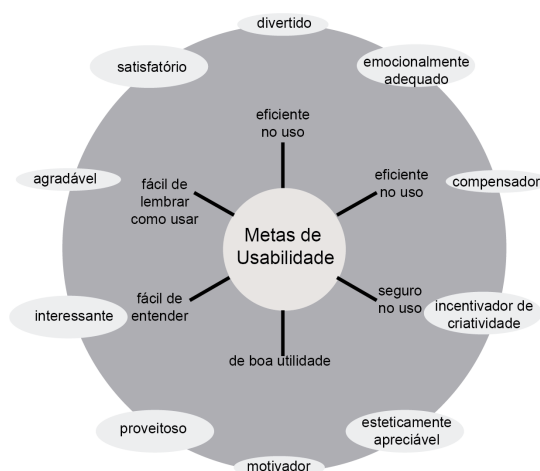 divertido
satisfatório
emocionalmente
adequado
eficiente
no uso
agradável
fácil de
lembrar
como usar
eficiente
no uso
compensador
Metas de
Usabilidade
interessante
fácil de
entender
seguro
no uso
incentivador de
criatividade
de boa utilidade
proveitoso
esteticamente
apreciável
motivador